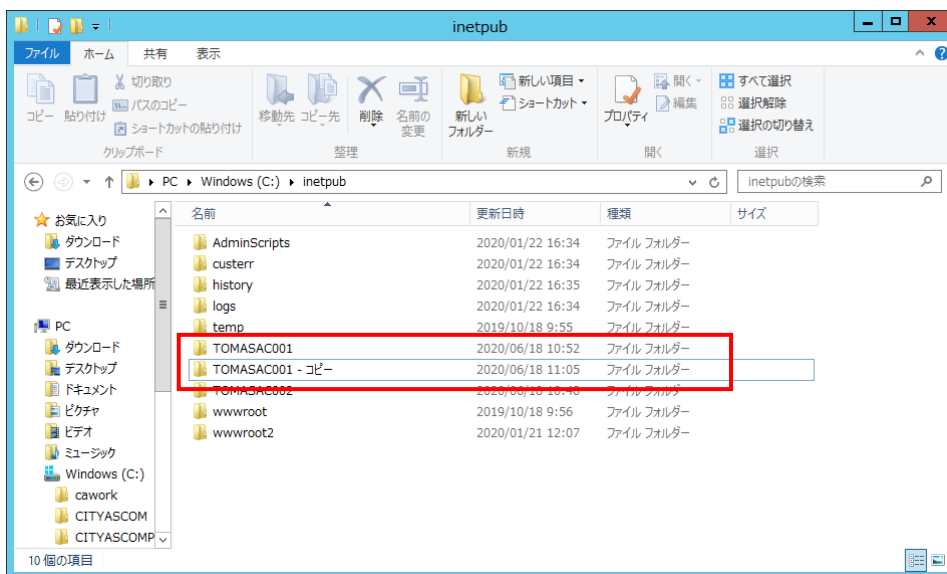 inetpub
ファイル ホーム 共有 表示
コピー 貼り付け 切り取り パスのコピー ショートカットの貼り付け
クリップボード
移動先 コピー先 削除 名前の変更
整理
新しいフォルダー 新しい項目 ショートカット
新規
プロパティ 開く 編集
開く
すべて選択 選択解除 選択の切り替え
選択
PC Windows (C:) inetpub inetpubの検索
お気に入り
ダウンロード
デスクトップ
最近表示した場所
PC
ダウンロード
デスクトップ
ドキュメント
ピクチャ
ビデオ
ミュージック
Windows (C:)
cawork
CITYASCOM
CITYASCOMP
名前 更新日時 種類 サイズ
AdminScripts 2020/01/22 16:34 ファイル フォルダー
custerr 2020/01/22 16:34 ファイル フォルダー
history 2020/01/22 16:35 ファイル フォルダー
logs 2020/01/22 16:34 ファイル フォルダー
temp 2019/10/18 9:55 ファイル フォルダー
TOMASAC001 2020/06/18 10:52 ファイル フォルダー
TOMASAC001 - コピー 2020/06/18 11:05 ファイル フォルダー
TOMASAC002 2020/06/18 10:48 ファイル フォルダー
wwwroot 2019/10/18 9:56 ファイル フォルダー
wwwroot2 2020/01/21 12:07 ファイル フォルダー
10 個の項目